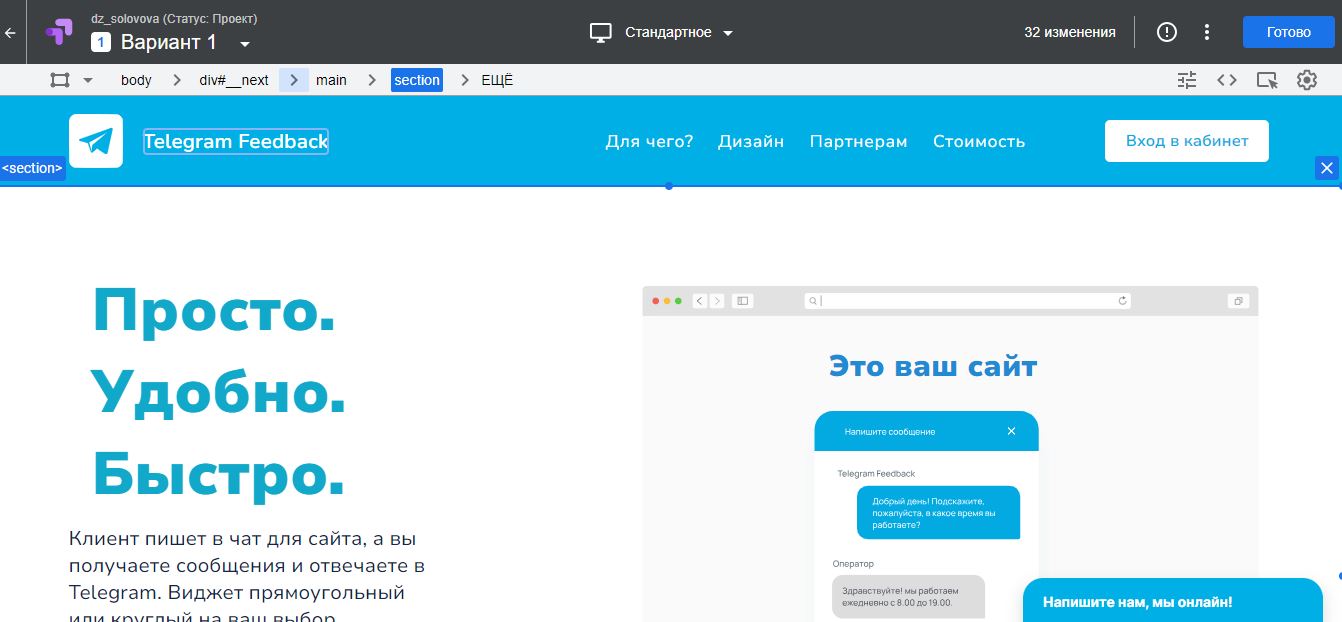 dz_solovova (Статус: Проект)
1 Вариант 1
Стандартное
32 изменения
Готово
body
div#__next
main
section
ЕЩЁ
Telegram Feedback
Для чего?
Дизайн
Партнерам
Стоимость
Вход в кабинет
<section>
Просто.
Удобно.
Быстро.
Клиент пишет в чат для сайта, а вы
получаете сообщения и отвечаете в
Telegram. Виджет прямоугольный
или круглый на ваш выбор.
Это ваш сайт
Напишите сообщение
Telegram Feedback
Добрый день! Подскажите,
пожалуйста, в какое время вы
работаете?
Оператор
Здравствуйте! мы работаем
ежедневно с 8.00 до 19.00.
Напишите нам, мы онлайн!